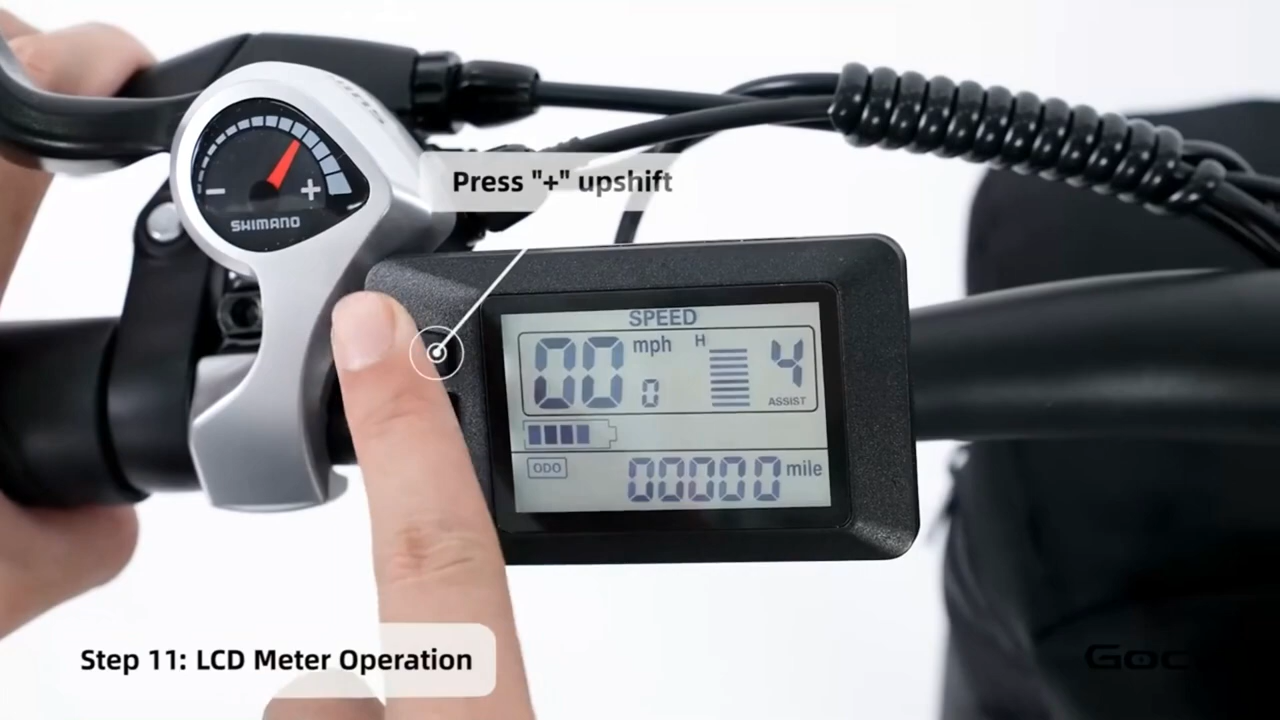 SHIMANO
Press "+" upshift
SPEED
00 mph 0 H 4
ASSIST
ODO
00000 mile
Step 11: LCD Meter Operation